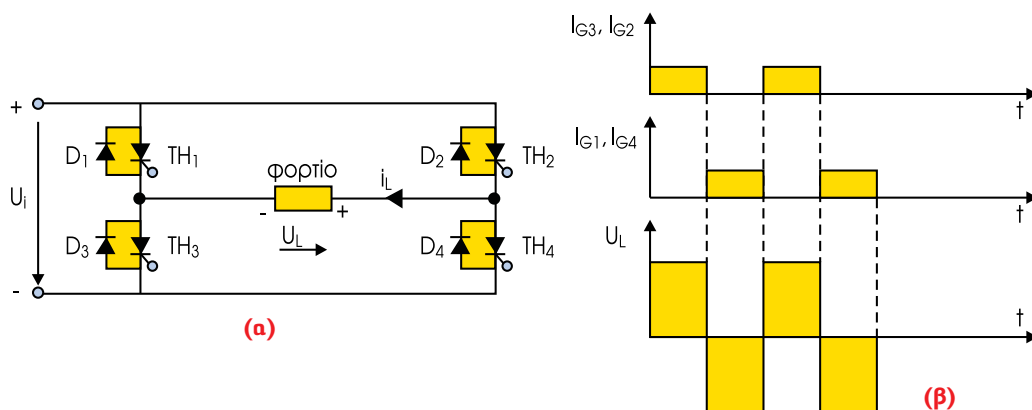 +
D1 TH1
D2 TH2
Ui
φορτίο
iL
- +
UL
D3 TH3
D4 TH4
-
(α)
IG3, IG2
t
IG1, IG4
UL
t
(β)